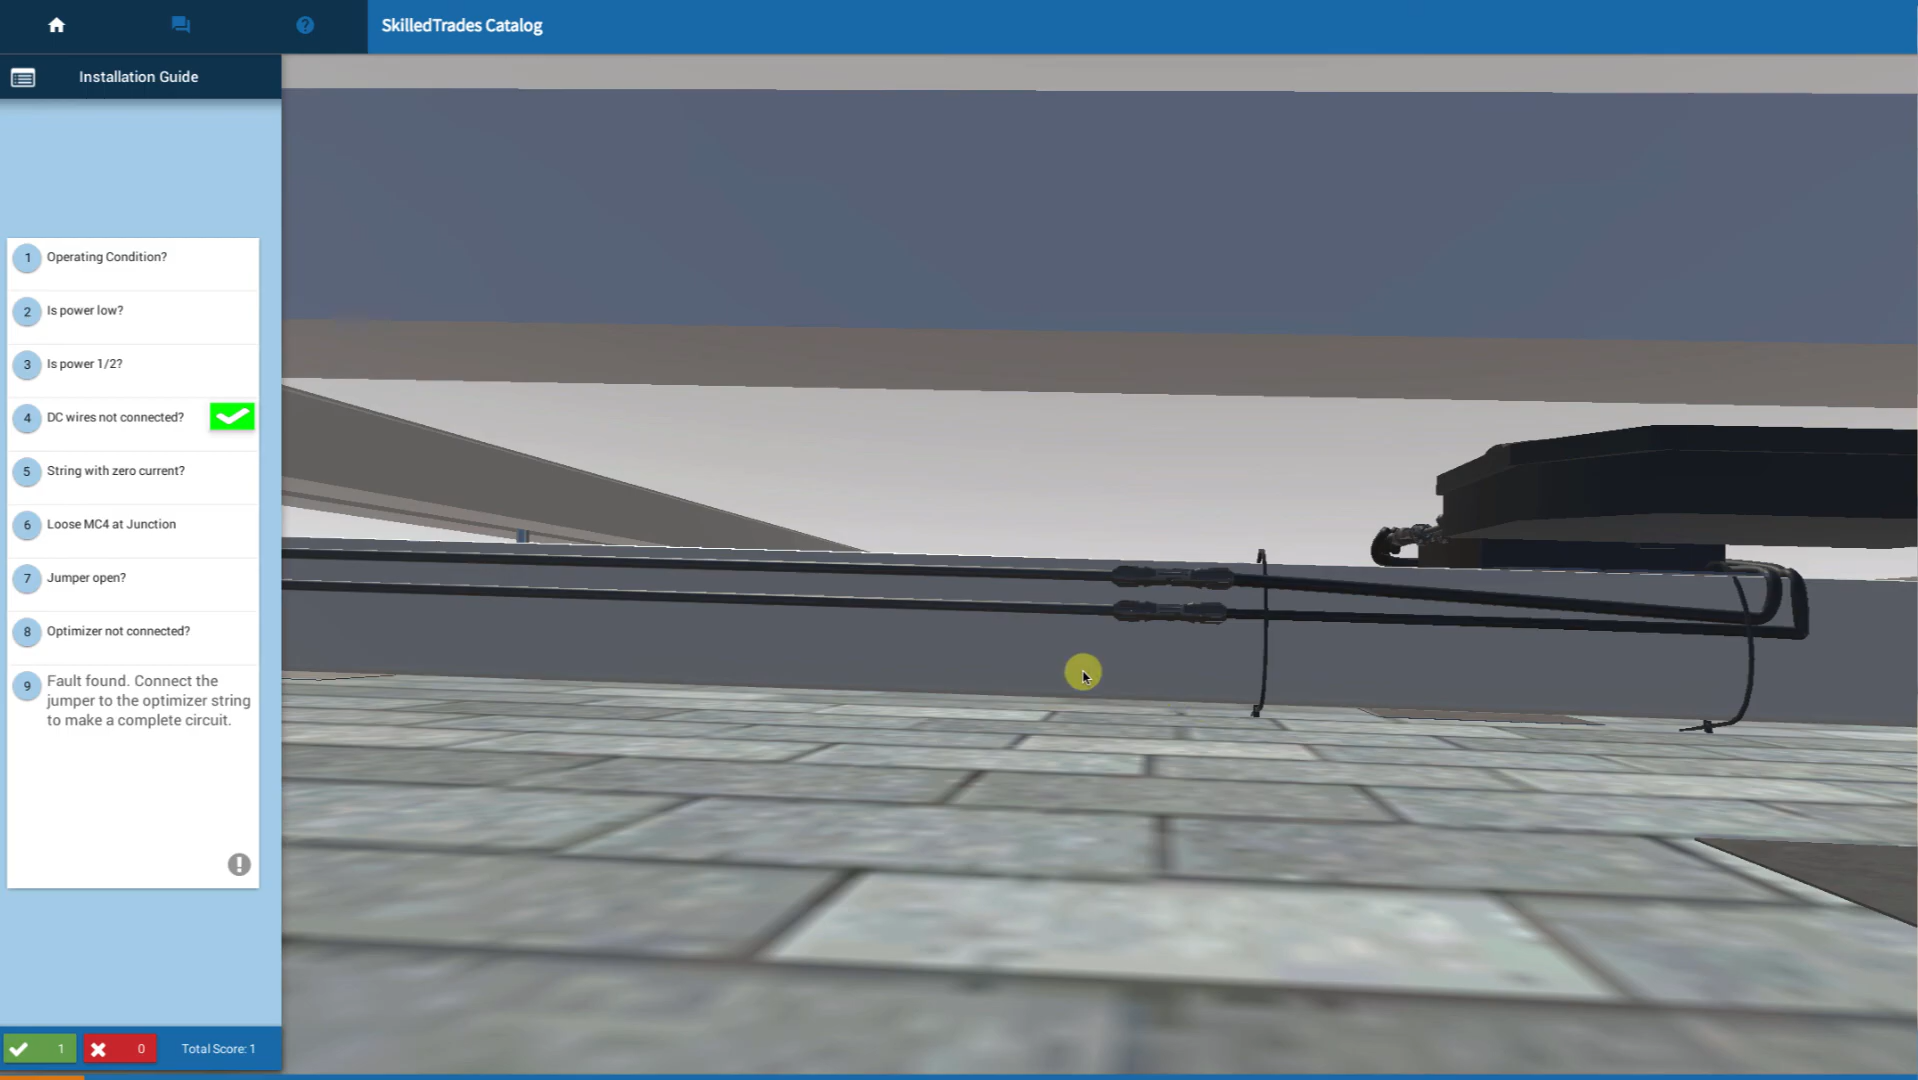 SkilledTrades Catalog
Installation Guide
1 Operating Condition?
2 Is power low?
3 Is power 1/2?
4 DC wires not connected?
5 String with zero current?
6 Loose MC4 at Junction
7 Jumper open?
8 Optimizer not connected?
9 Fault found. Connect the
jumper to the optimizer string
to make a complete circuit.
1 0 Total Score: 1